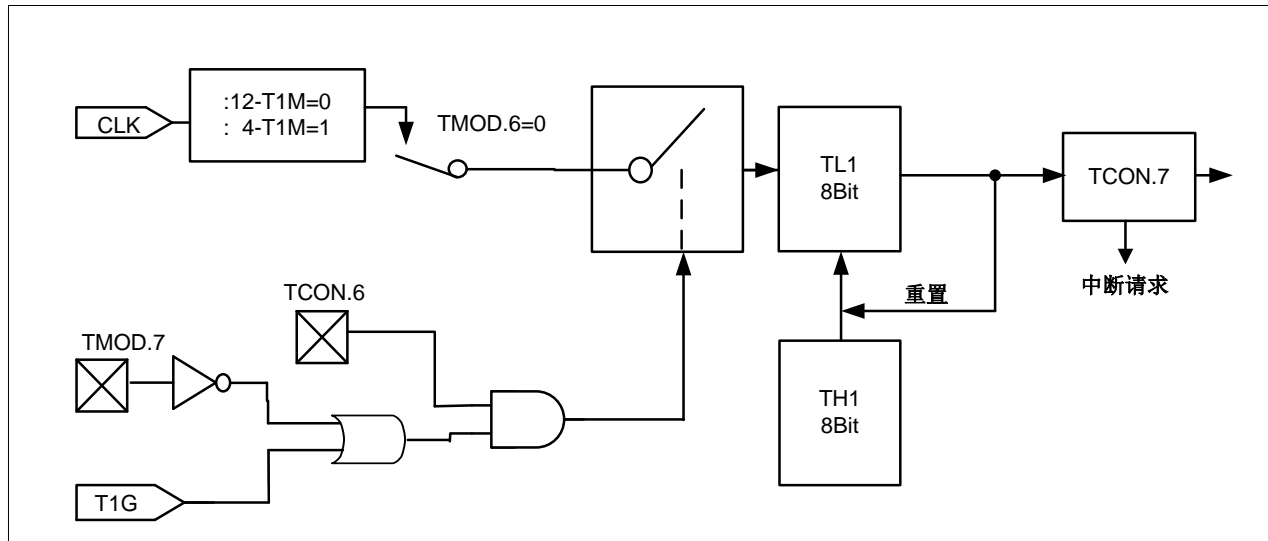 :12-T1M=0
: 4-T1M=1
CLK
TMOD.6=0
TL1
8Bit
TCON.7
中断请求
重置
TCON.6
TMOD.7
TH1
8Bit
T1G